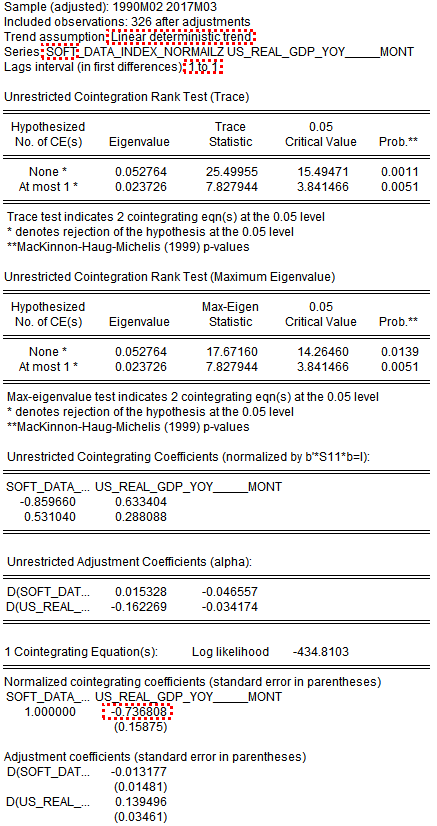 Sample (adjusted): 1990M02 2017M03
Included observations: 326 after adjustments
Trend assumption: Linear deterministic trend
Series: SOFT_DATA_INDEX_NORMAILZ US_REAL_GDP_YOY_____MONT
Lags interval (in first differences): 1 to 1
Unrestricted Cointegration Rank Test (Trace)
Hypothesized Trace 0.05
No. of CE(s) Eigenvalue Statistic Critical Value Prob.**
None * 0.052764 25.49955 15.49471 0.0011
At most 1 * 0.023726 7.827944 3.841466 0.0051
Trace test indicates 2 cointegrating eqn(s) at the 0.05 level
* denotes rejection of the hypothesis at the 0.05 level
**MacKinnon-Haug-Michelis (1999) p-values
Unrestricted Cointegration Rank Test (Maximum Eigenvalue)
Hypothesized Max-Eigen 0.05
No. of CE(s) Eigenvalue Statistic Critical Value Prob.**
None * 0.052764 17.67160 14.26460 0.0139
At most 1 * 0.023726 7.827944 3.841466 0.0051
Max-eigenvalue test indicates 2 cointegrating eqn(s) at the 0.05 level
* denotes rejection of the hypothesis at the 0.05 level
**MacKinnon-Haug-Michelis (1999) p-values
Unrestricted Cointegrating Coefficients (normalized by b'*S11*b=I):
SOFT_DATA_... US_REAL_GDP_YOY_____MONT
-0.859660 0.633404
0.531040 0.288088
Unrestricted Adjustment Coefficients (alpha):
D(SOFT_DAT... 0.015328 -0.046557
D(US_REAL_... -0.162269 -0.034174
1 Cointegrating Equation(s): Log likelihood -434.8103
Normalized cointegrating coefficients (standard error in parentheses)
SOFT_DATA_... US_REAL_GDP_YOY_____MONT
1.000000 -0.736808
(0.15875)
Adjustment coefficients (standard error in parentheses)
D(SOFT_DAT... -0.013177
(0.01481)
D(US_REAL_... 0.139496
(0.03461)